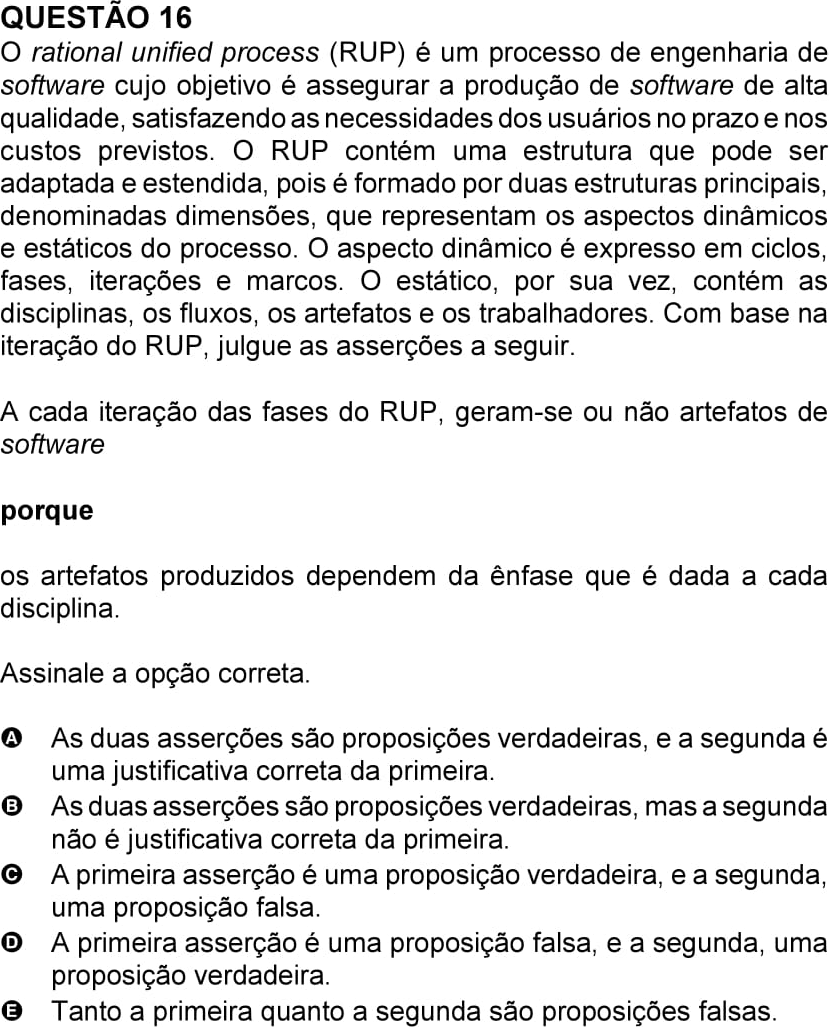 QUESTÃO 16
O rational unified process (RUP) é um processo de engenharia de
software cujo objetivo é assegurar a produção de software de alta
qualidade, satisfazendo as necessidades dos usuários no prazo e nos
custos previstos. O RUP contém uma estrutura que pode ser
adaptada e estendida, pois é formado por duas estruturas principais,
denominadas dimensões, que representam os aspectos dinâmicos
e estáticos do processo. O aspecto dinâmico é expresso em ciclos,
fases, iterações e marcos. O estático, por sua vez, contém as
disciplinas, os fluxos, os artefatos e os trabalhadores. Com base na
iteração do RUP, julgue as asserções a seguir.
A cada iteração das fases do RUP, geram-se ou não artefatos de
software
porque
os artefatos produzidos dependem da ênfase que é dada a cada
disciplina.
Assinale a opção correta.
A As duas asserções são proposições verdadeiras, e a segunda é
uma justificativa correta da primeira.
B As duas asserções são proposições verdadeiras, mas a segunda
não é justificativa correta da primeira.
C A primeira asserção é uma proposição verdadeira, e a segunda,
uma proposição falsa.
D A primeira asserção é uma proposição falsa, e a segunda, uma
proposição verdadeira.
E Tanto a primeira quanto a segunda são proposições falsas.